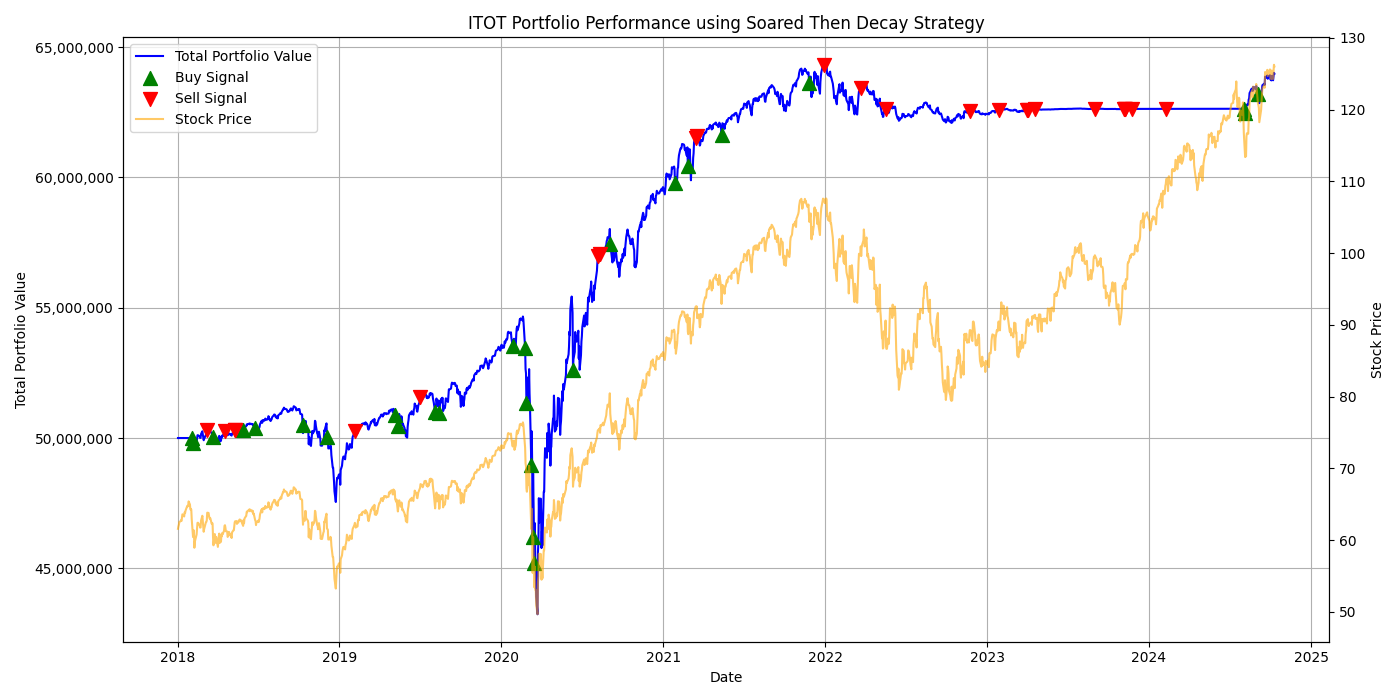 ITOT Portfolio Performance using Soared Then Decay Strategy
Total Portfolio Value
Buy Signal
Sell Signal
Stock Price
65,000,000
60,000,000
55,000,000
50,000,000
45,000,000
Total Portfolio Value
130
120
110
100
90
80
70
60
50
Stock Price
2018 2019 2020 2021 2022 2023 2024 2025
Date